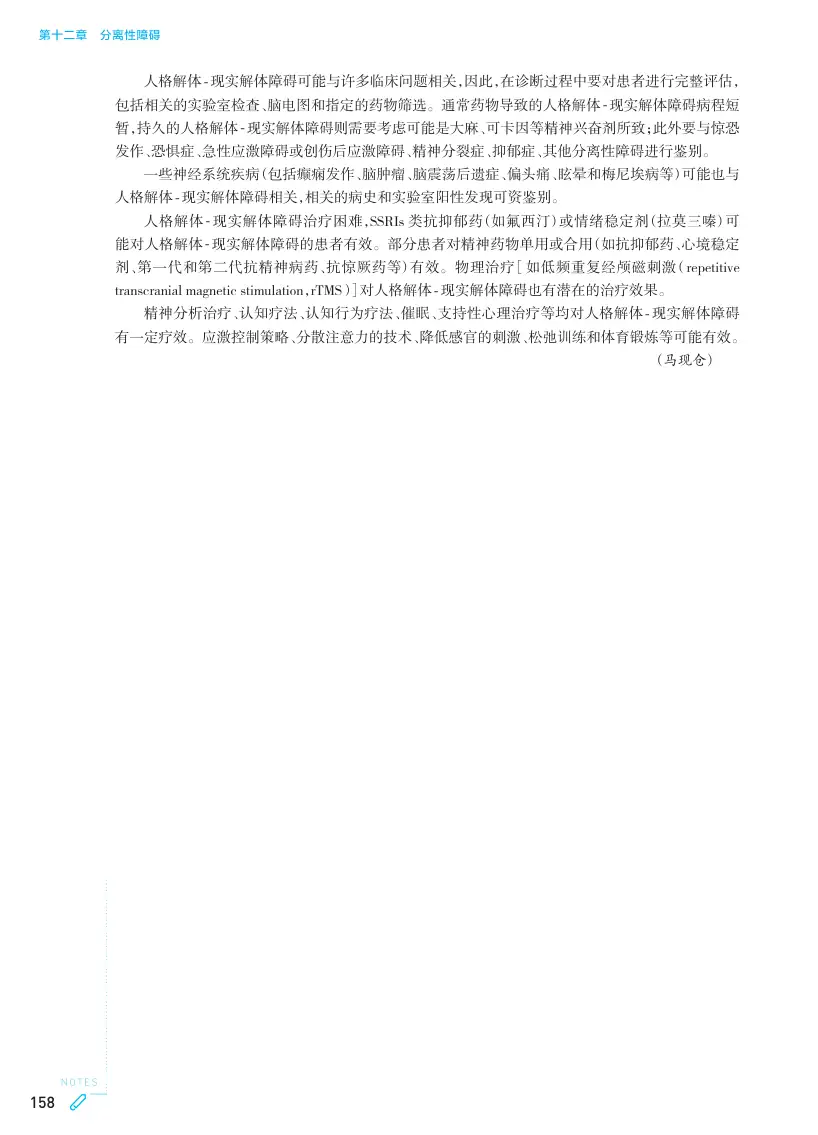 第十二章 分离性障碍
人格解体-现实解体障碍可能与许多临床问题相关,因此,在诊断过程中要对患者进行完整评估,
包括相关的实验室检查、脑电图和指定的药物筛选。通常药物导致的人格解体-现实解体障碍病程短
暂,持久的人格解体-现实解体障碍则需要考虑可能是大麻、可卡因等精神兴奋剂所致;此外要与惊恐
发作、恐惧症、急性应激障碍或创伤后应激障碍、精神分裂症、抑郁症、其他分离性障碍进行鉴别。
一些神经系统疾病(包括癫痫发作、脑肿瘤、脑震荡后遗症、偏头痛、眩晕和梅尼埃病等)可能也与
人格解体-现实解体障碍相关,相关的病史和实验室阳性发现可资鉴别。
人格解体-现实解体障碍治疗困难,SSRIs 类抗抑郁药(如氟西汀)或情绪稳定剂(拉莫三嗪)可
能对人格解体-现实解体障碍的患者有效。部分患者对精神药物单用或合用(如抗抑郁药、心境稳定
剂、第一代和第二代抗精神病药、抗惊厥药等)有效。物理治疗[如低频重复经颅磁刺激(repetitive
transcranial magnetic stimulation,rTMS)]对人格解体-现实解体障碍也有潜在的治疗效果。
精神分析治疗、认知疗法、认知行为疗法、催眠、支持性心理治疗等均对人格解体-现实解体障碍
有一定疗效。应激控制策略、分散注意力的技术、降低感官的刺激、松弛训练和体育锻炼等可能有效。
(马现仓)
NOTES
158